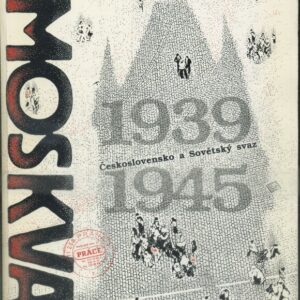 MOSKVA
1939
Československo a Sovětský svaz
1945
PRÁCE